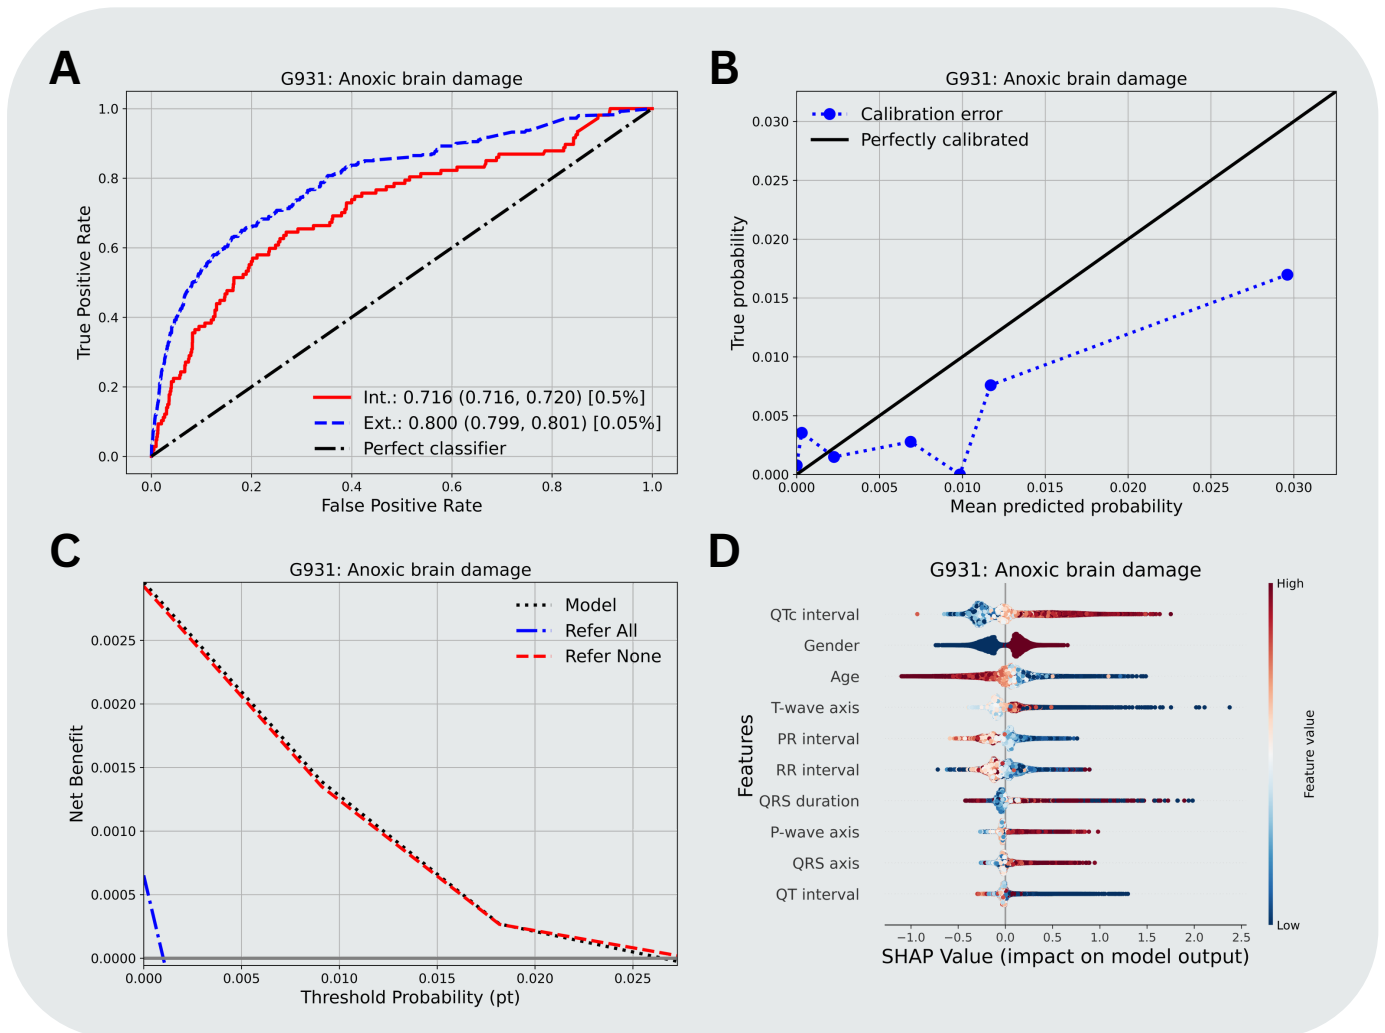 A
G931: Anoxic brain damage
True Positive Rate
1.0
0.8
0.6
0.4
0.2
0.0
Int.: 0.716 (0.716, 0.720) [0.5%]
Ext.: 0.800 (0.799, 0.801) [0.05%]
Perfect classifier
0.0 0.2 0.4 0.6 0.8 1.0
False Positive Rate
B
G931: Anoxic brain damage
True probability
Calibration error
Perfectly calibrated
0.030
0.025
0.020
0.015
0.010
0.005
0.000
0.000 0.005 0.010 0.015 0.020 0.025 0.030
Mean predicted probability
C
G931: Anoxic brain damage
Net Benefit
Model
Refer All
Refer None
0.0025
0.0020
0.0015
0.0010
0.0005
0.0000
0.000 0.005 0.010 0.015 0.020 0.025
Threshold Probability (pt)
D
G931: Anoxic brain damage
Features
QTc interval
Gender
Age
T-wave axis
PR interval
RR interval
QRS duration
P-wave axis
QRS axis
QT interval
−1.0 −0.5 0.0 0.5 1.0 1.5 2.0 2.5
SHAP Value (impact on model output)
High
Feature value
Low